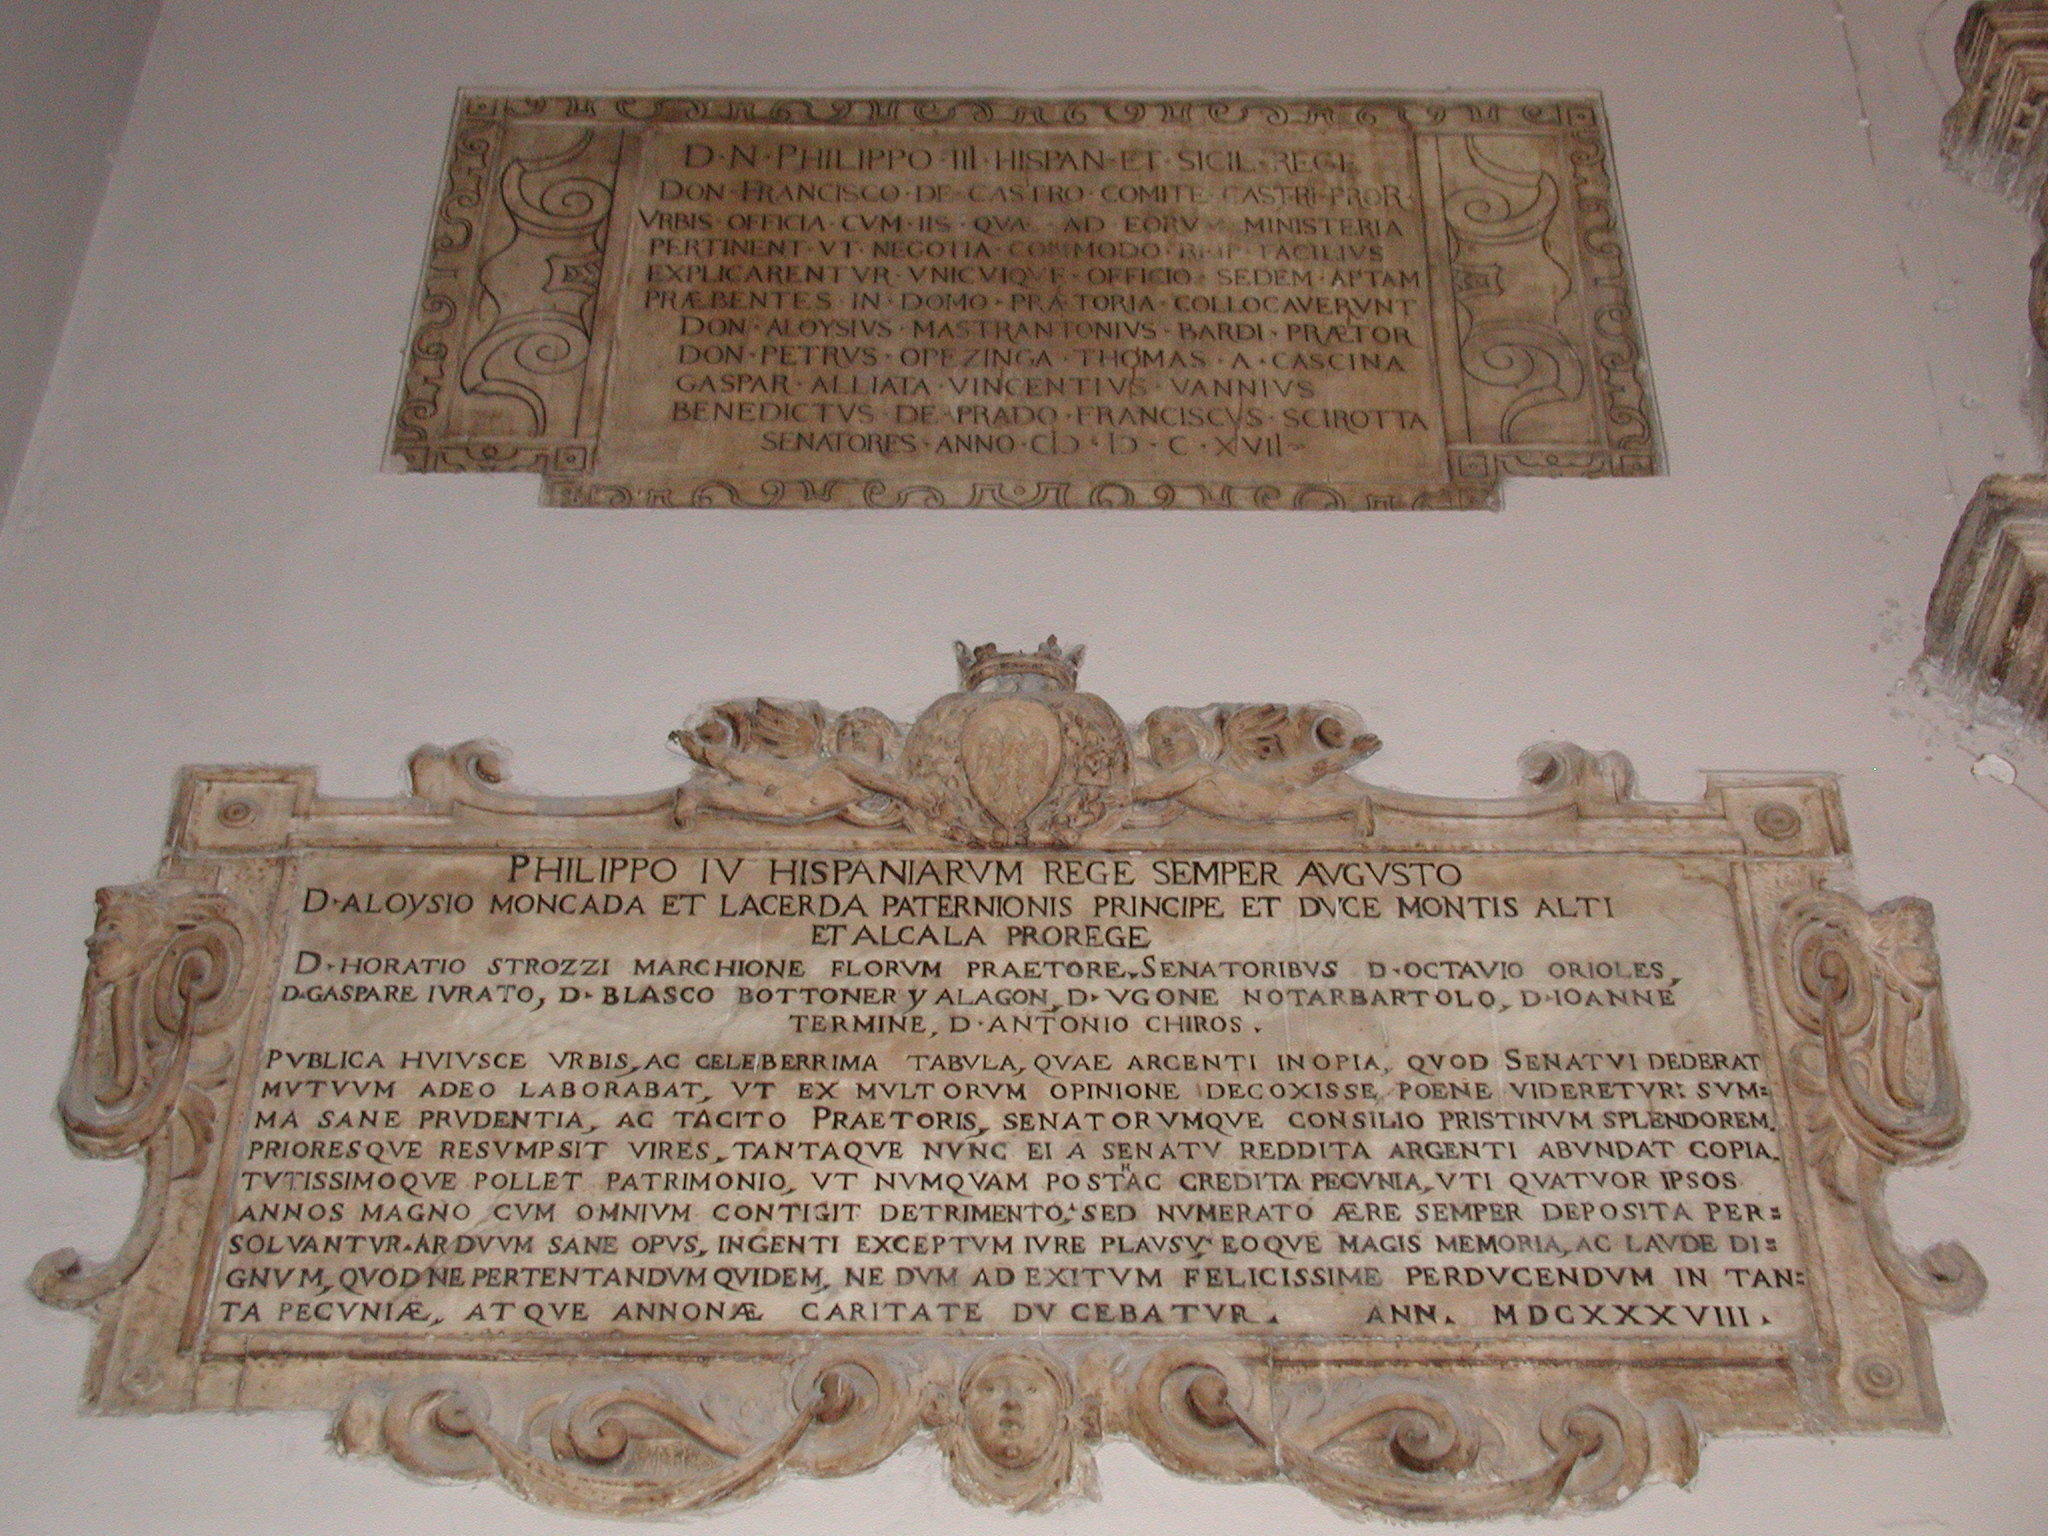 D·N·PHILIPPO·III·HISPAN·ET·SICIL·REGE
DON·FRANCISCO·DE·CASTRO·COMITE·CASTRI·PROR·
VRBIS·OFFICIA·CVM·IIS·QVA· AD EORV MINISTERIA
PERTINENT·VT·NEGOTIA·COMMODO· FACILIVS
EXPLICARENTVR·VNICVIQVE·OFFICIO·SEDEM·APTAM
PRÆBENTES·IN·DOMO·PRÆTORIA·COLLOCAVERVNT
DON·ALOYSIVS·MASTRANTONIVS·BARDI·PRÆTOR
DON·PETRVS·OPEZINGA·THOMAS·A·CASCINA
GASPAR·ALLIATA·VINCENTIVS·VANNIVS
BENEDICTVS·DE·PRADO·FRANCISCVS·SCIROTTA
SENATORES·ANNO·CIↃ·IↃ·C·XVII
PHILIPPO IV HISPANIARVM REGE SEMPER AVGVSTO
D·ALOYSIO MONCADA ET LACERDA PATERNIONIS PRINCIPE ET DVCE MONTIS ALTI
ET ALCALA PROREGE
D·HORATIO STROZZI MARCHIONE FLORVM PRAETORE, SENATORIBVS D·OCTAVIO ORIOLES,
D·GASPARE IVRATO, D·BLASCO BOTTONER y ALAGON, D·VGONE NOTARBARTOLO, D·IOANNE
TERMINE, D·ANTONIO CHIROS.
PVBLICA HVIVSCE VRBIS, AC CELEBERRIMA TABVLA, QVAE ARGENTI INOPIA, QVOD SENATVI DEDERAT
MVTVVM ADEO LABORABAT, VT EX MVLTORVM OPINIONE DECOXISSE POENE VIDERETVR: SVM=
MA SANE PRVDENTIA, AC TACITO PRAETORIS, SENATORVMQVE CONSILIO PRISTINVM SPLENDOREM,
PRIORESQVE RESVMPSIT VIRES, TANTAQVE NVNC EI A SENATV REDDITA ARGENTI ABVNDAT COPIA,
TVTISSIMOQVE POLLET PATRIMONIO, VT NVMQVAM POSTHAC CREDITA PECVNIA, VTI QVATVOR IPSOS
ANNOS MAGNO CVM OMNIVM CONTIGIT DETRIMENTO, SED NVMERATO ÆRE SEMPER DEPOSITA PER=
SOLVANTVR. ARDVVM SANE OPVS, INGENTI EXCEPTVM IVRE PLAVSV, EOQVE MAGIS MEMORIA, AC LAVDE DI=
GNVM, QVOD NE PERTENTANDVM QVIDEM, NE DVM AD EXITVM FELICISSIME PERDVCENDVM IN TAN=
TA PECVNIÆ, ATQVE ANNONÆ CARITATE DVCEBATVR. ANN. MDCXXXVIII.